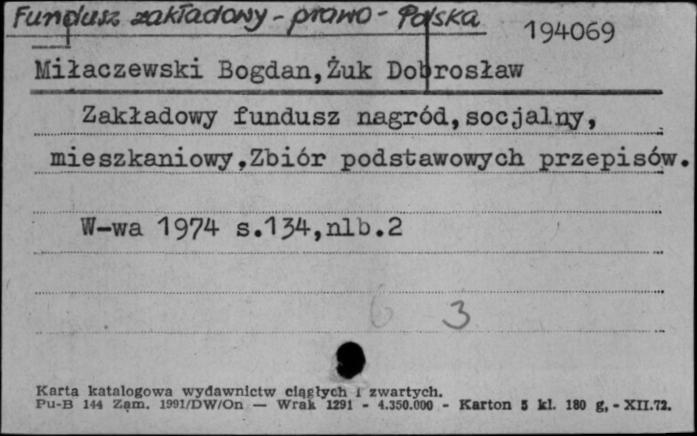 Fundusz zakładowy - prawo - Polska
194069
Miłaczewski Bogdan,Żuk Dobrosław
Zakładowy fundusz nagród,socjalny,
mieszkaniowy,Zbiór podstawowych przepisów.
W-wa 1974 s.134,nlb.2
6 3
Karta katalogowa wydawnictw ciągłych i zwartych.
Pu-B 144 Zam. 1991/DW/On — Wrak 1291 - 4.350.000 - Karton 5 kl. 180 g, - XII.72.